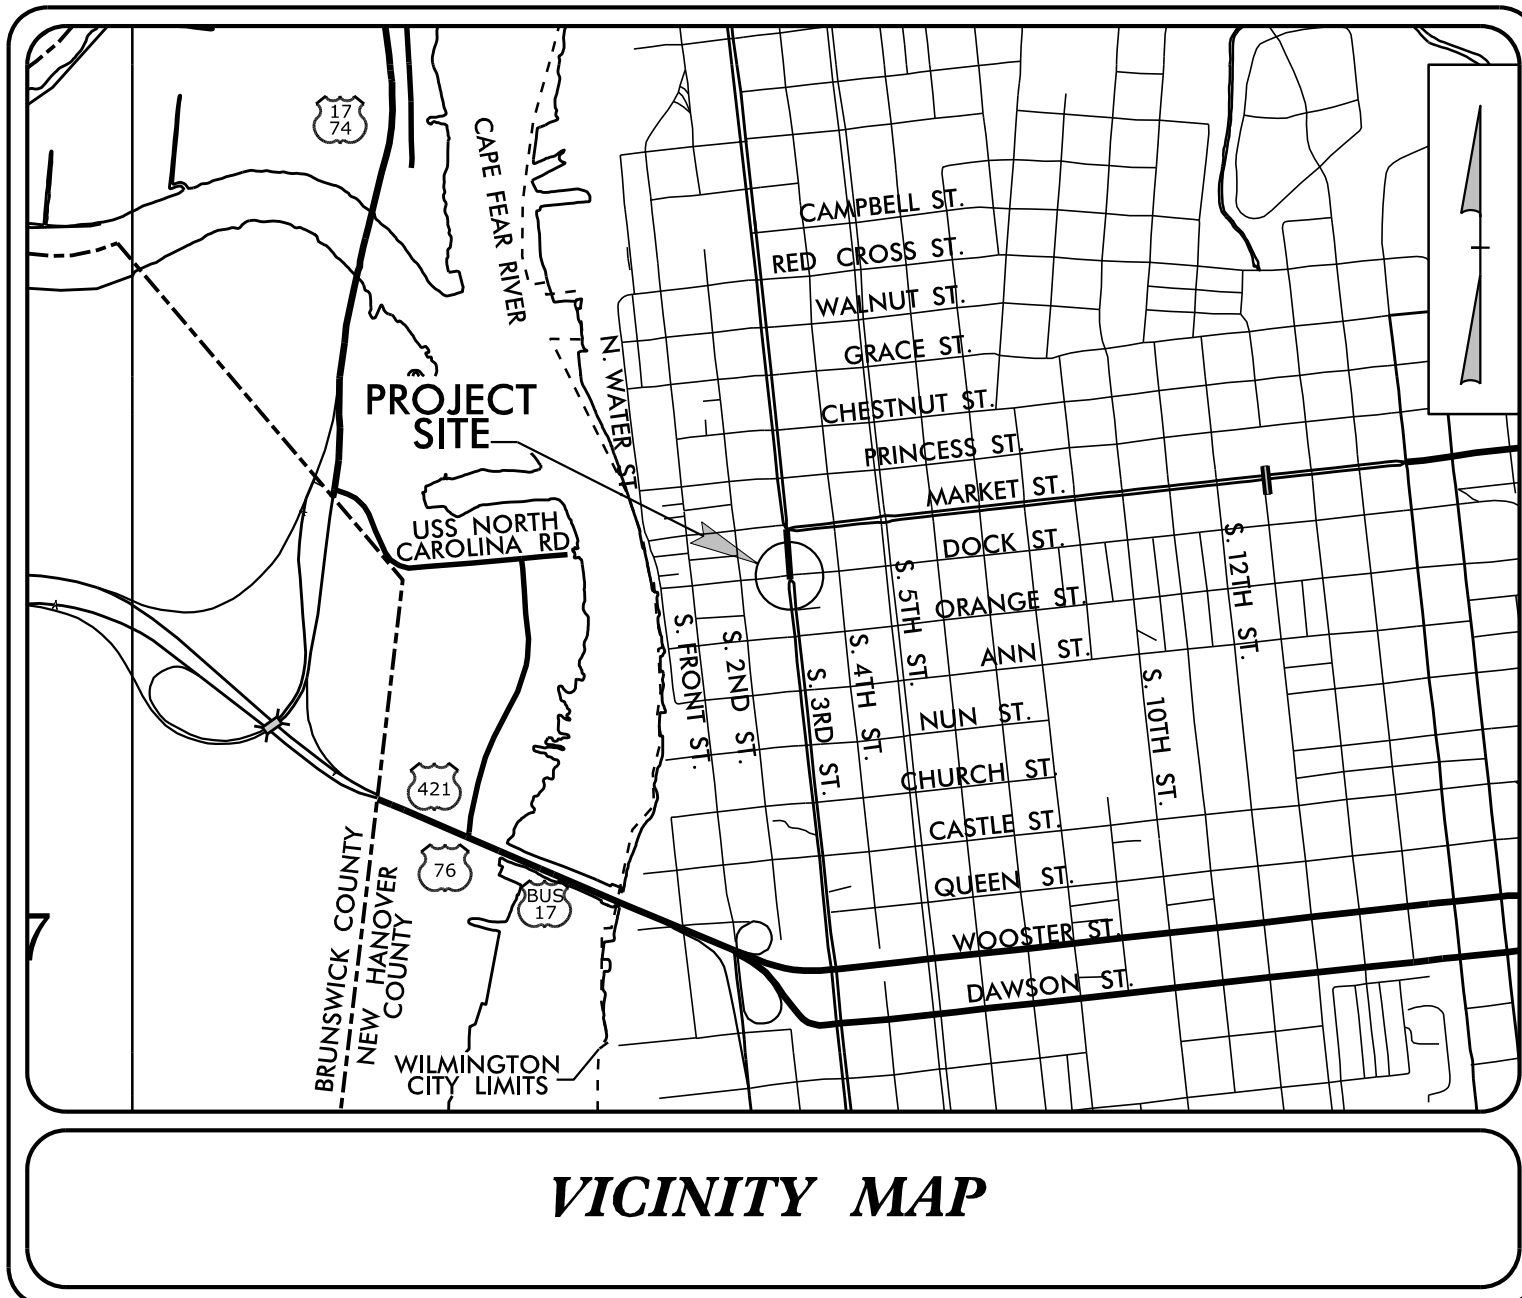 17
74
CAPE FEAR RIVER
CAMPBELL ST.
RED CROSS ST.
WALNUT ST.
N. WATER ST
GRACE ST.
PROJECT
SITE
CHESTNUT ST.
PRINCESS ST.
MARKET ST.
USS NORTH
CAROLINA RD
DOCK ST.
S. 12TH ST.
S. 5TH ST.
ORANGE ST.
S. FRONT ST.
S. 2ND ST.
S. 4TH ST.
ANN ST.
S. 3RD ST.
S. 10TH ST.
NUN ST.
421
CHURCH ST.
CASTLE ST.
76
QUEEN ST.
BUS
17
BRUNSWICK COUNTY
NEW HANOVER
COUNTY
7
WOOSTER ST.
DAWSON ST.
WILMINGTON
CITY LIMITS
VICINITY MAP